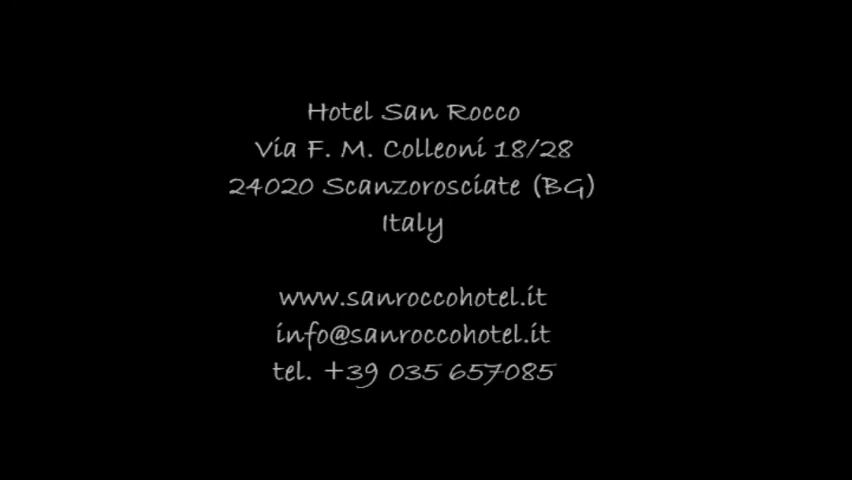 Hotel San Rocco
Via F. M. Colleoni 18/28
24020 Scanzorosciate (BG)
Italy
www.sanroccohotel.it
info@sanroccohotel.it
tel. +39 035 657085